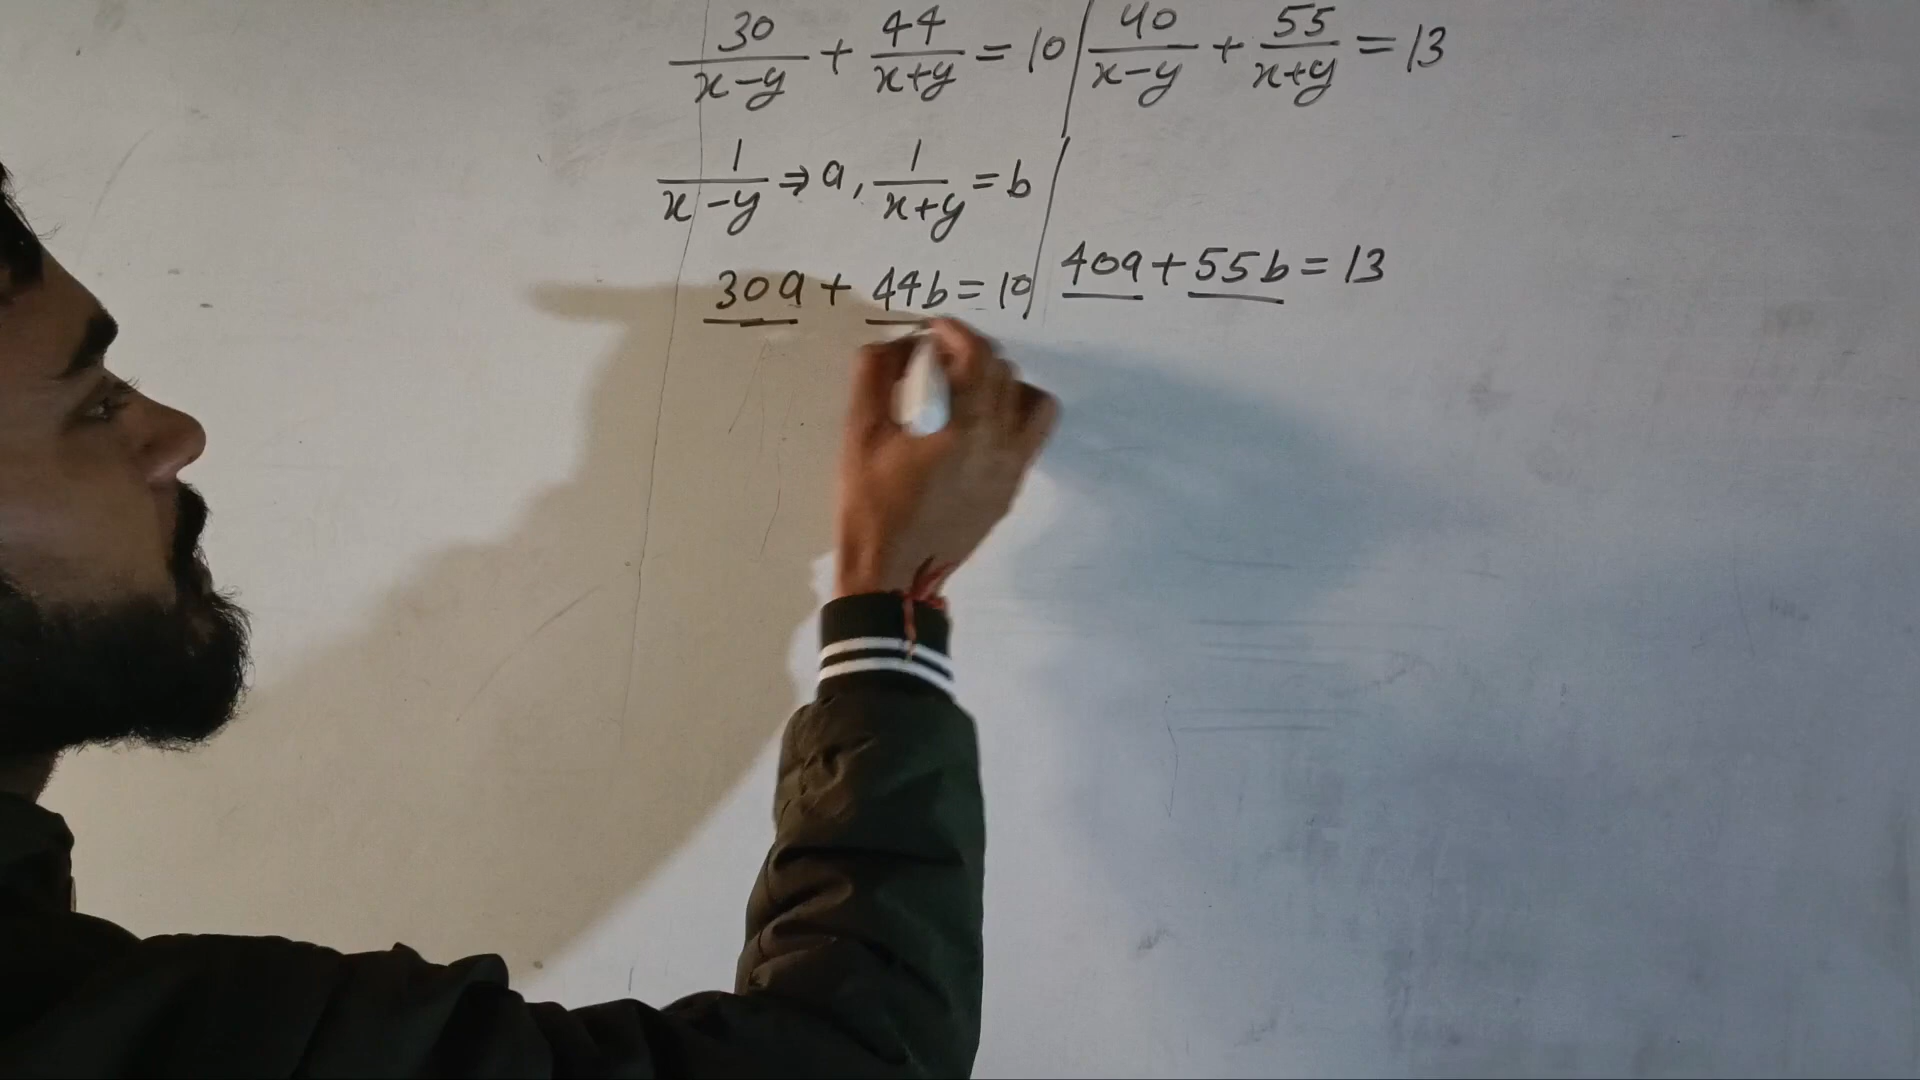 30/(x-y) + 44/(x+y) = 10 | 40/(x-y) + 55/(x+y) = 13
1/(x-y) ⇒ a, 1/(x+y) = b
30a + 44b = 10 | 40a + 55b = 13